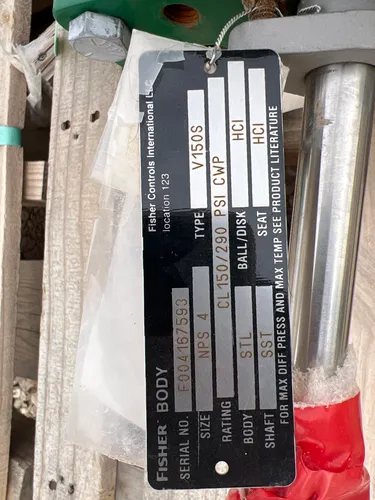 FISHER® BODY
Fisher Controls International L
location 123
SERIAL NO. F004167593
TYPE V150S
SIZE NPS 4
RATING CL150/290 PSI CWP
BODY STL
BALL/DISK HCI
SHAFT SST
SEAT HCI
FOR MAX DIFF PRESS AND MAX TEMP SEE PRODUCT LITERATURE